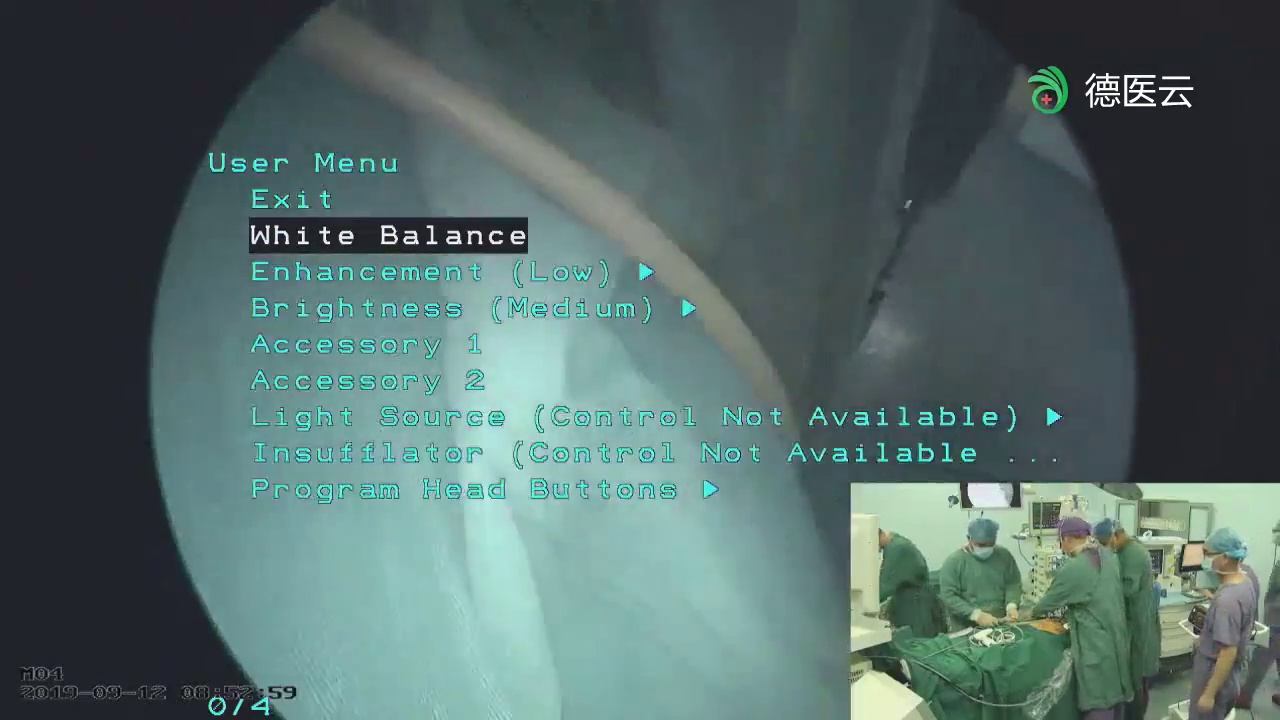 德医云
User Menu
Exit
White Balance
Enhancement (Low) ▶
Brightness (Medium) ▶
Accessory 1
Accessory 2
Light Source (Control Not Available) ▶
Insufflator (Control Not Available ...
Program Head Buttons ▶
M04
2019-09-12 08:52:59
0/4